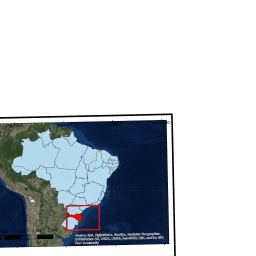 Source: Esri, DigitalGlobe, GeoEye, Earthstar Geographics,
CNES/Airbus DS, USDA, USGS, AeroGRID, IGN, and the GIS
User Community